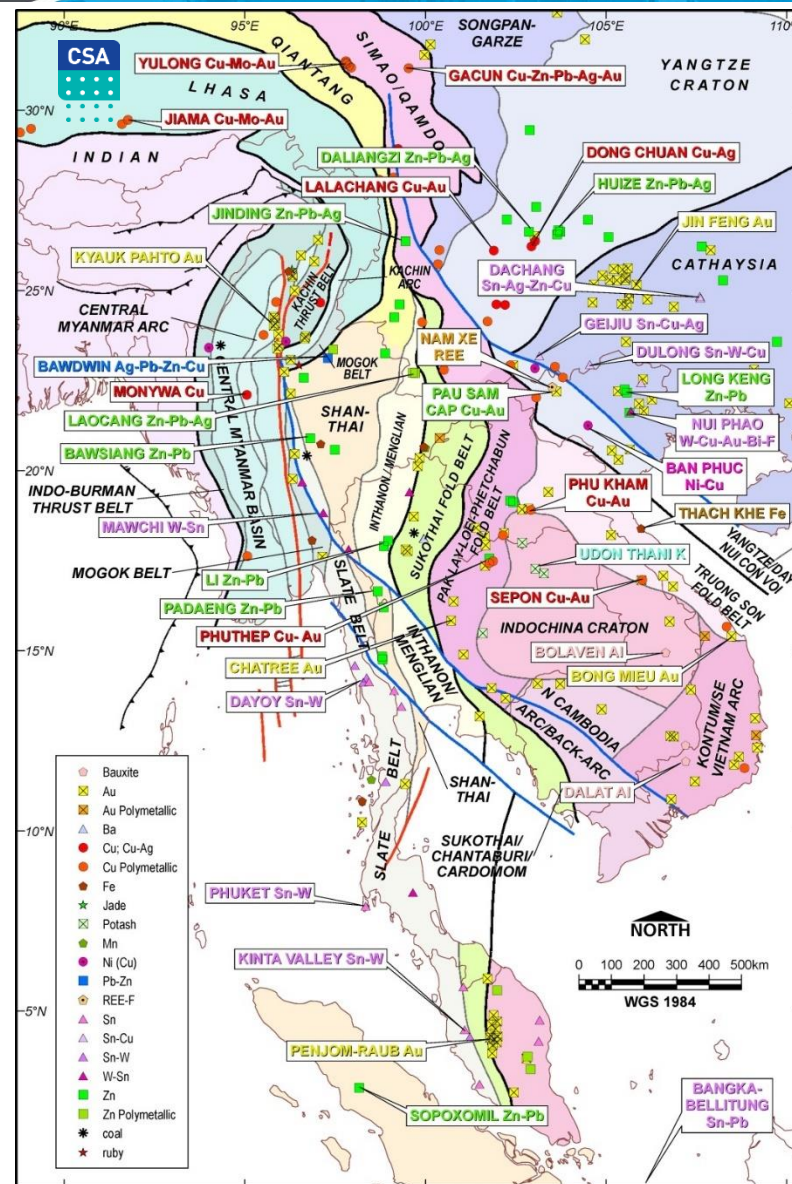 90°E
95°E
100°E
105°E
110°
CSA
SONGPAN-
GARZE
YULONG Cu-Mo-Au
QIANTANG
SIMAO/QAMDO
GACUN Cu-Zn-Pb-Ag-Au
YANGTZE
CRATON
LHASA
30°N
JIAMA Cu-Mo-Au
INDIAN
DALIANGZI Zn-Pb-Ag
DONG CHUAN Cu-Ag
LALACHANG Cu-Au
HUIZE Zn-Pb-Ag
JINDING Zn-Pb-Ag
JIN FENG Au
KYAUK PAHTO Au
KACHIN
ARC
KACHIN
THRUST BELT
DACHANG
Sn-Ag-Zn-Cu
CATHAYSIA
25°N
CENTRAL
MYANMAR ARC
GEIJIU Sn-Cu-Ag
NAM XE
REE
DULONG Sn-W-Cu
BAWDWIN Ag-Pb-Zn-Cu
MOGOK
BELT
MONYWA Cu
PAU SAM
CAP Cu-Au
LONG KENG
Zn-Pb
LAOCANG Zn-Pb-Ag
SHAN-
THAI
NUI PHAO
W-Cu-Au-Bi-F
BAWSIANG Zn-Pb
CENTRAL MYANMAR BASIN
INTHANON / MENGLIAN
SUKOTHAI FOLD BELT
PAK-LAY-LOEI-PHETCHABUN
FOLD BELT
BAN PHUC
Ni-Cu
20°N
INDO-BURMAN
THRUST BELT
PHU KHAM
Cu-Au
THACH KHE Fe
MAWCHI W-Sn
YANGTZE/DAY
NUI CON VOI
MOGOK BELT
UDON THANI K
LI Zn-Pb
SLATE BELT
TRUONG SON
FOLD BELT
PADAENG Zn-Pb
SEPON Cu-Au
PHUTHEP Cu-Au
INTHANON/
MENGLIAN
INDOCHINA CRATON
15°N
CHATREE Au
BOLAVEN Al
BONG MIEU Au
DAYOY Sn-W
N CAMBODIA
ARC/BACK-ARC
KONTUM/SE
VIETNAM ARC
SLATE BELT
SHAN-
THAI
DALAT Al
10°N
SUKOTHAI/
CHANTABURI/
CARDOMOM
Bauxite
Au
Au Polymetallic
Ba
Cu; Cu-Ag
Cu Polymetallic
Fe
Jade
Potash
Mn
Ni (Cu)
Pb-Zn
REE-F
Sn
Sn-Cu
Sn-W
W-Sn
Zn
Zn Polymetallic
coal
ruby
PHUKET Sn-W
NORTH
KINTA VALLEY Sn-W
0 100 200 300 400 500km
WGS 1984
5°N
PENJOM-RAUB Au
SOPOXOMIL Zn-Pb
BANGKA-
BELLITUNG
Sn-Pb